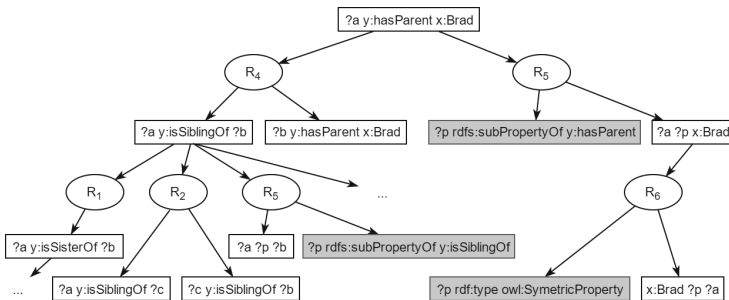 ?a y:hasParent x:Brad
R4
R5
?a y:isSiblingOf ?b
?b y:hasParent x:Brad
?p rdfs:subPropertyOf y:hasParent
?a ?p x:Brad
R1
R2
R5
...
R6
?a y:isSisterOf ?b
?a ?p ?b
?p rdfs:subPropertyOf y:isSiblingOf
...
?a y:isSiblingOf ?c
?c y:isSiblingOf ?b
?p rdf:type owl:SymetricProperty
x:Brad ?p ?a